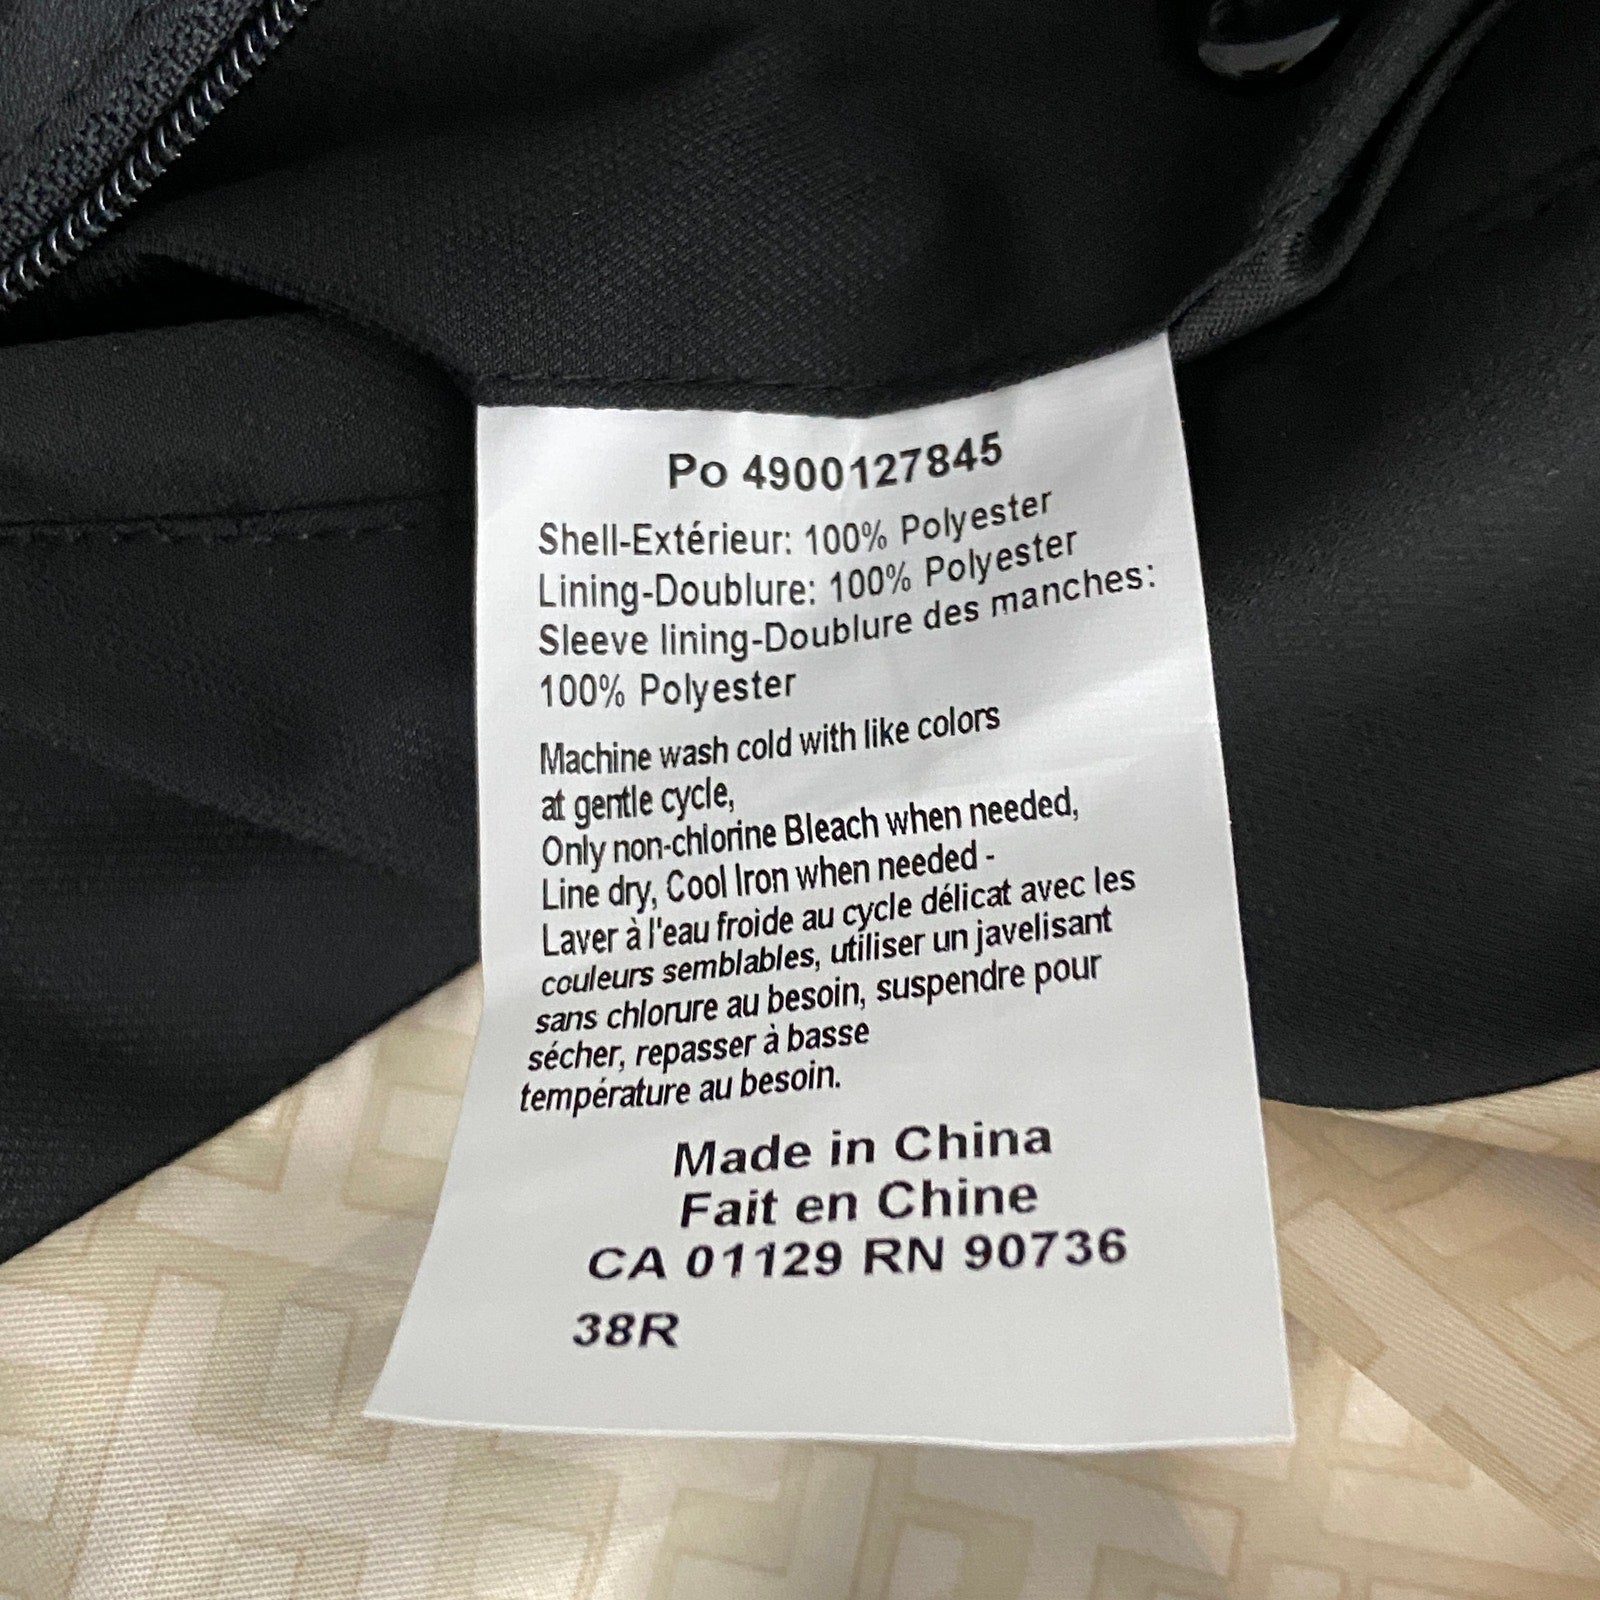 Po 4900127845
Shell-Extérieur: 100% Polyester
Lining-Doublure: 100% Polyester
Sleeve lining-Doublure des manches:
100% Polyester
Machine wash cold with like colors
at gentle cycle,
Only non-chlorine Bleach when needed,
Line dry, Cool Iron when needed -
Laver à l'eau froide au cycle délicat avec les
couleurs semblables, utiliser un javelisant
sans chlorure au besoin, suspendre pour
sécher, repasser à basse
température au besoin.
Made in China
Fait en Chine
CA 01129 RN 90736
38R